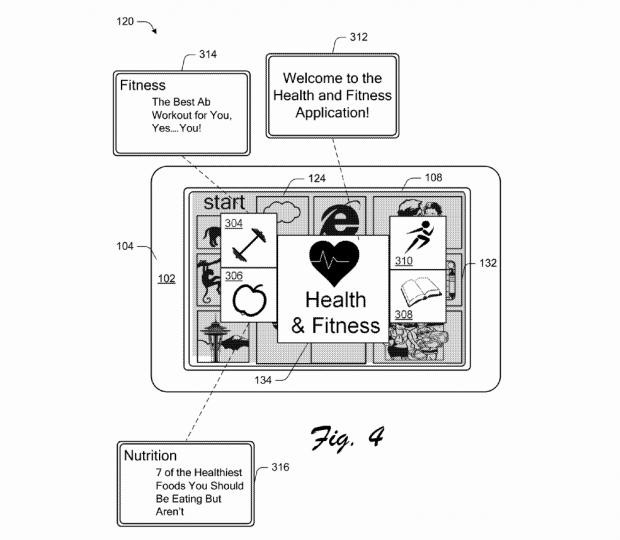 120
314
312
Fitness
The Best Ab
Workout for You,
Yes....You!
Welcome to the
Health and Fitness
Application!
124
108
start
304
104
102
310
132
306
Health
& Fitness
308
134
Fig. 4
Nutrition
7 of the Healthiest
Foods You Should
Be Eating But
Aren't
316